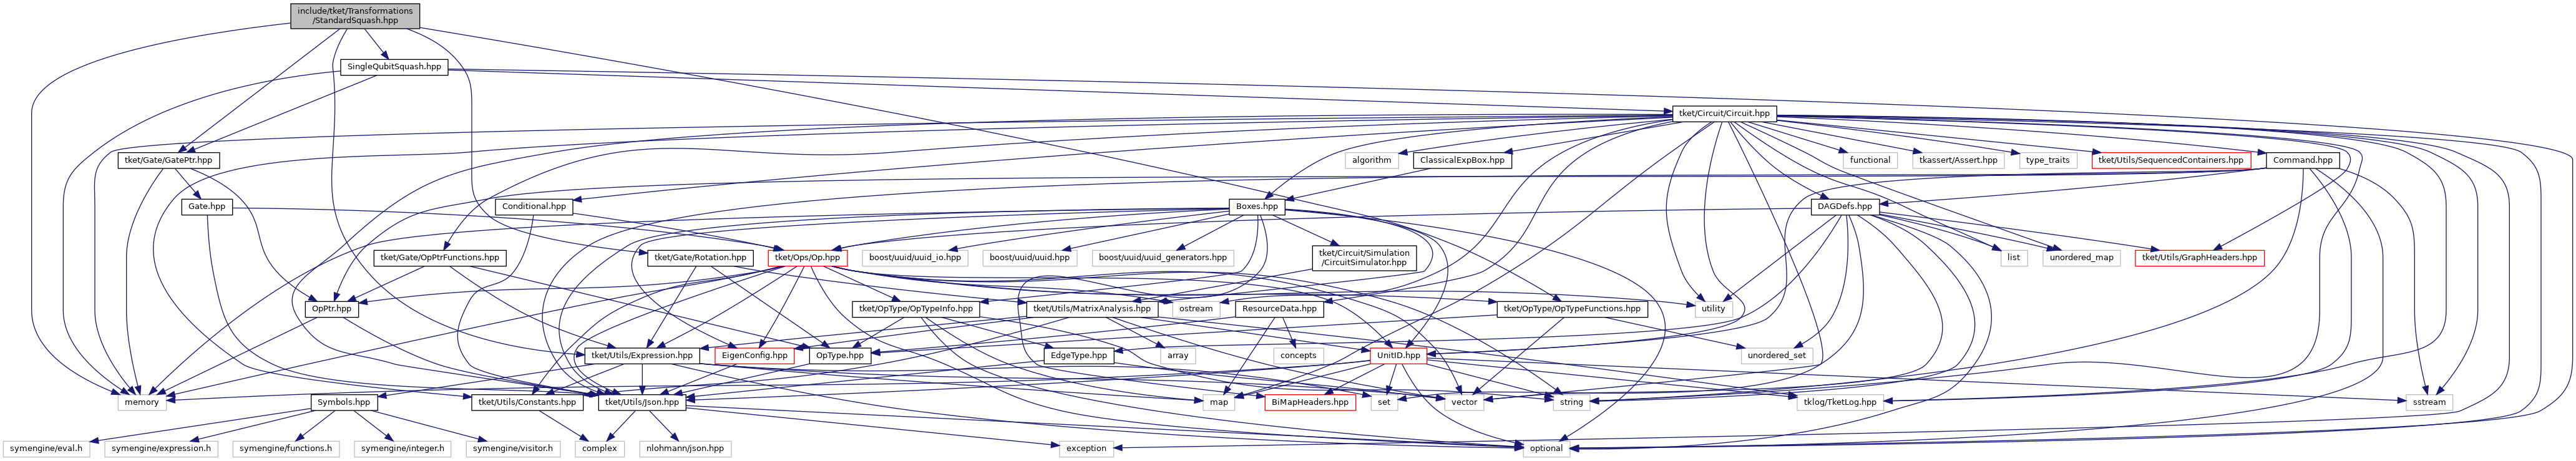 include/tket/Transformations
/StandardSquash.hpp
SingleQubitSquash.hpp
tket/Circuit/Circuit.hpp
tket/Gate/GatePtr.hpp
algorithm
ClassicalExpBox.hpp
functional
tkassert/Assert.hpp
type_traits
tket/Utils/SequencedContainers.hpp
Command.hpp
Gate.hpp
Conditional.hpp
Boxes.hpp
DAGDefs.hpp
tket/Gate/OpPtrFunctions.hpp
tket/Gate/Rotation.hpp
tket/Ops/Op.hpp
boost/uuid/uuid_io.hpp
boost/uuid/uuid.hpp
boost/uuid/uuid_generators.hpp
tket/Circuit/Simulation
/CircuitSimulator.hpp
list
unordered_map
tket/Utils/GraphHeaders.hpp
OpPtr.hpp
tket/OpType/OpTypeInfo.hpp
tket/Utils/MatrixAnalysis.hpp
ostream
ResourceData.hpp
tket/OpType/OpTypeFunctions.hpp
utility
tket/Utils/Expression.hpp
EigenConfig.hpp
OpType.hpp
EdgeType.hpp
array
concepts
UnitID.hpp
unordered_set
memory
Symbols.hpp
tket/Utils/Constants.hpp
tket/Utils/Json.hpp
map
BiMapHeaders.hpp
set
vector
string
tklog/TketLog.hpp
sstream
symengine/eval.h
symengine/expression.h
symengine/functions.h
symengine/integer.h
symengine/visitor.h
complex
nlohmann/json.hpp
exception
optional